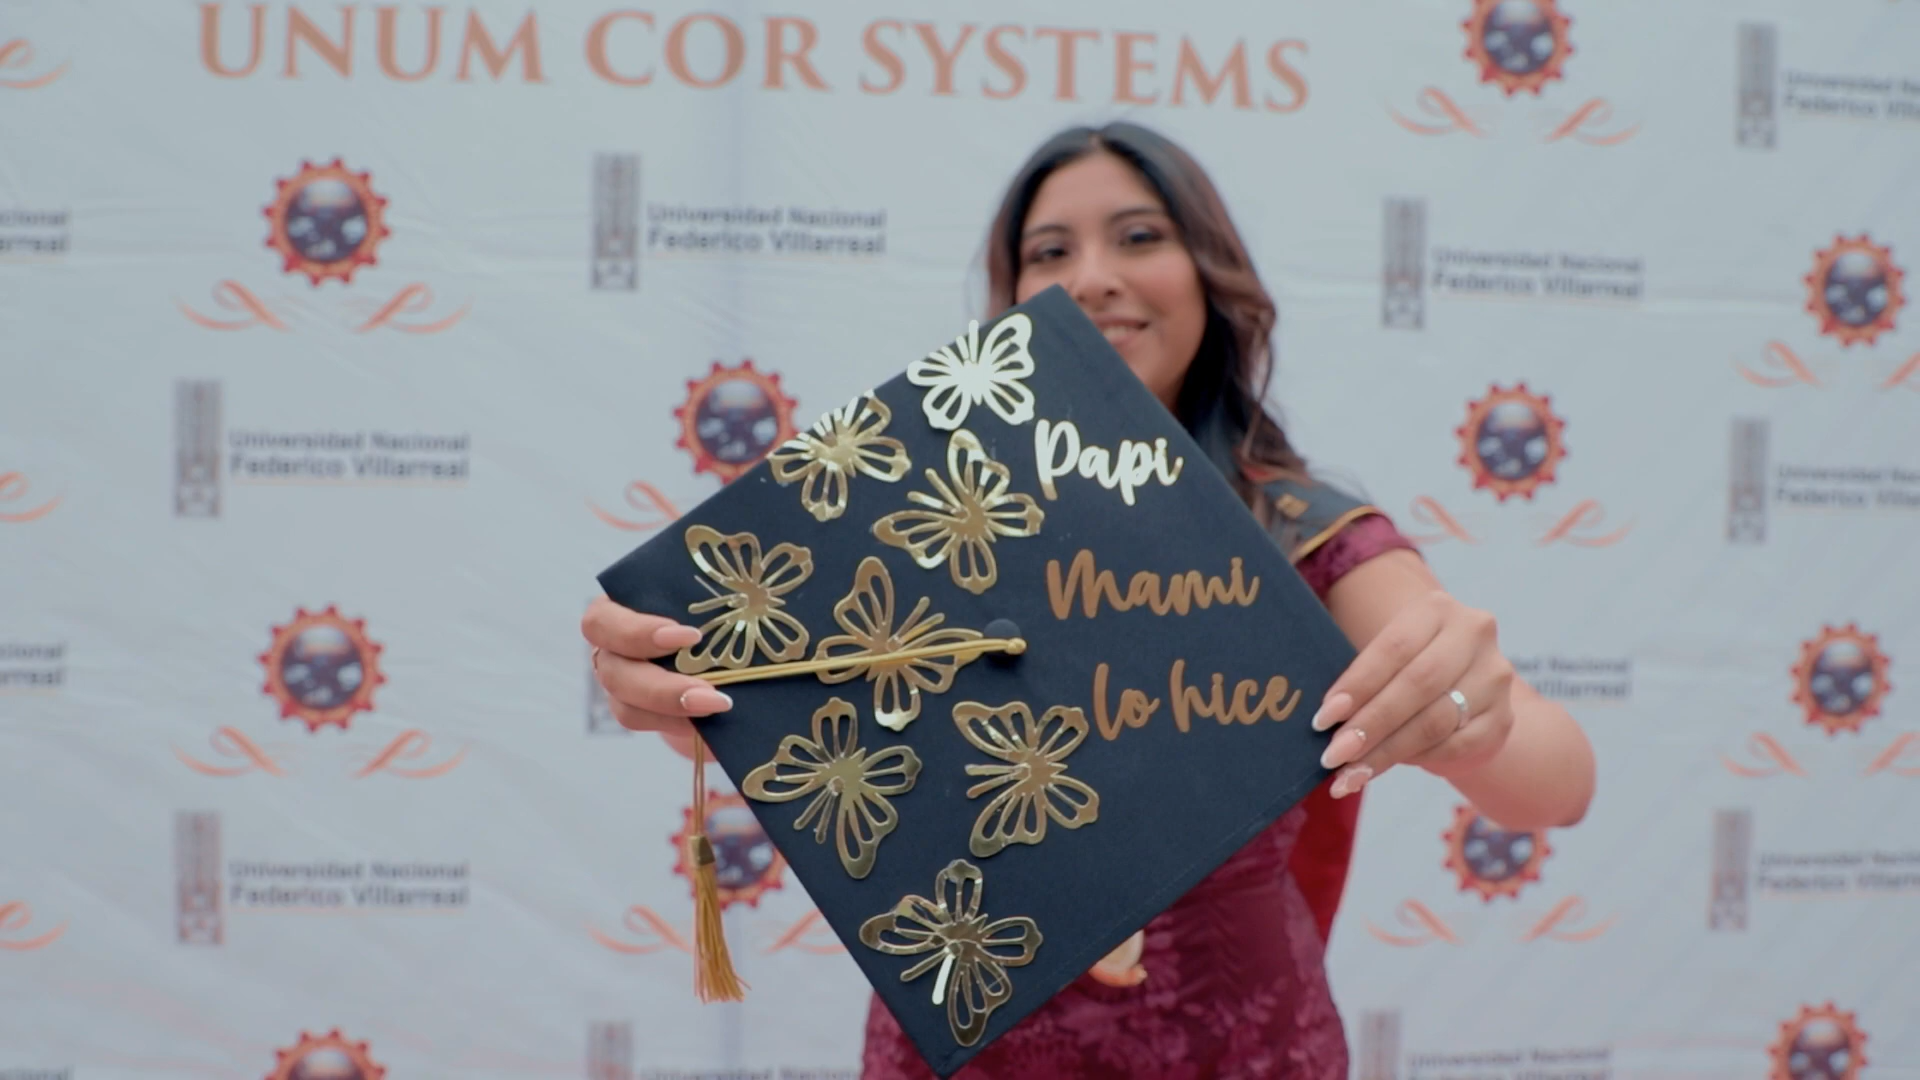 UNUM COR SYSTEMS
Universidad Nacional
Federico Villarreal
Universidad Nacional
Federico Villarreal
Universidad Nacional
Federico Villarreal
Universidad Nacional
Federico Villarreal
Papi
Mami
lo hice